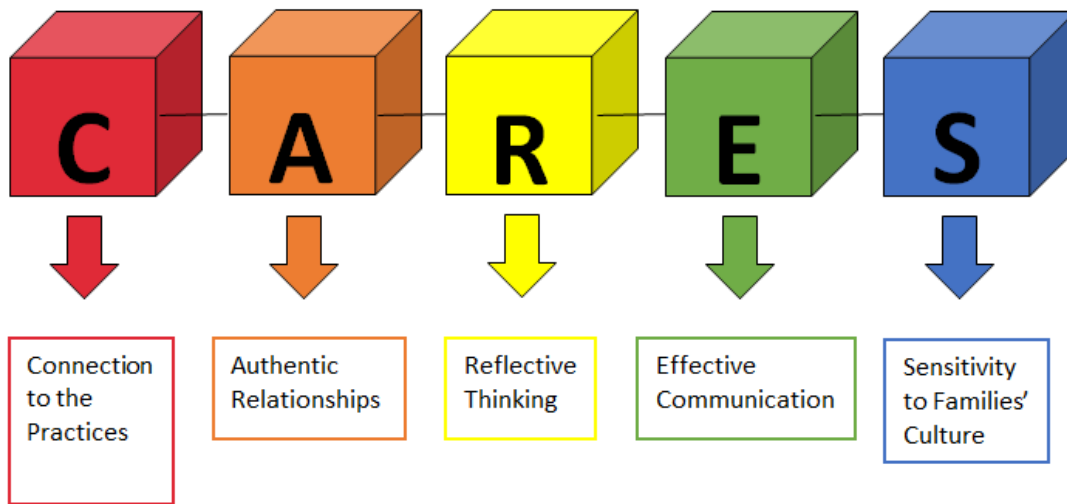 C
A
R
E
S
Connection
to the
Practices
Authentic
Relationships
Reflective
Thinking
Effective
Communication
Sensitivity
to Families’
Culture